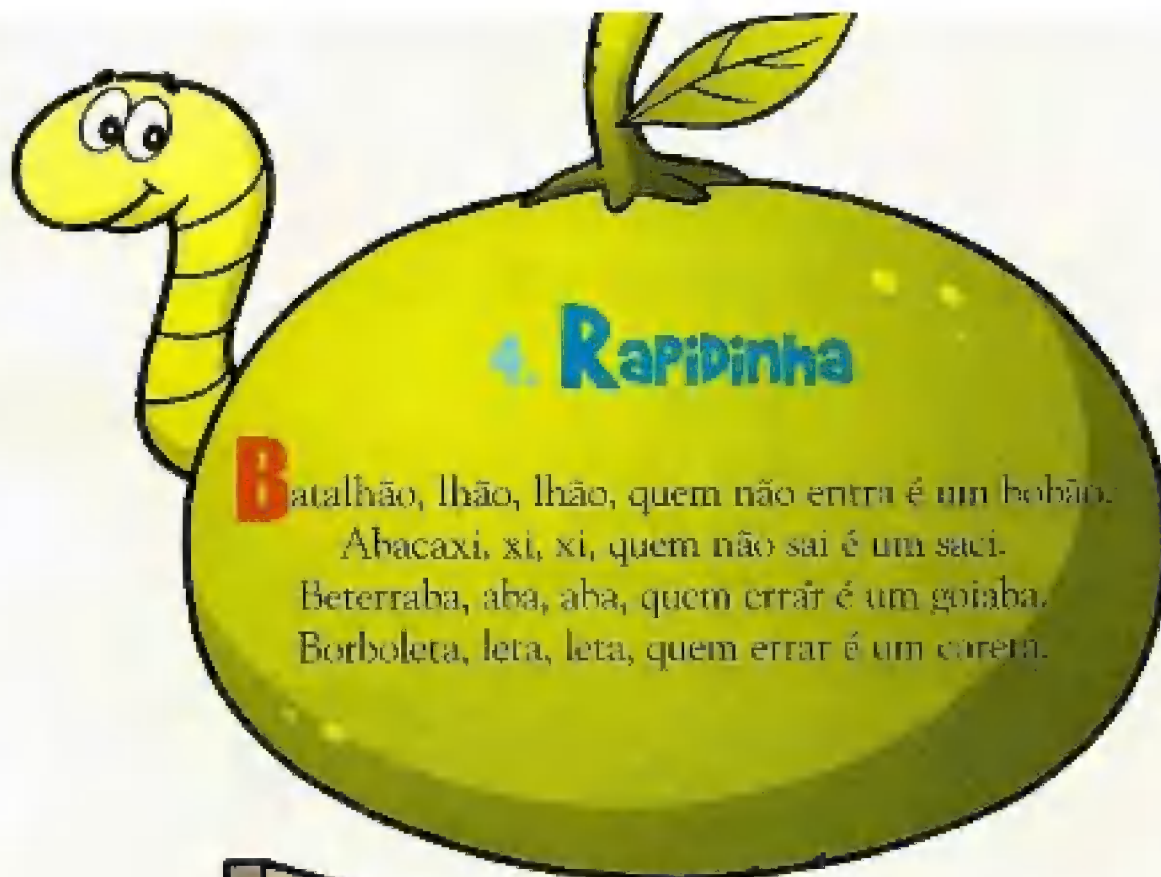 4. Rapidinha
Batalhão, lhão, lhão, quem não entra é um bobão.
Abacaxi, xi, xi, quem não sai é um saci.
Beterraba, aba, aba, quem errar é um goiaba.
Borboleta, leta, leta, quem errar é um careta.